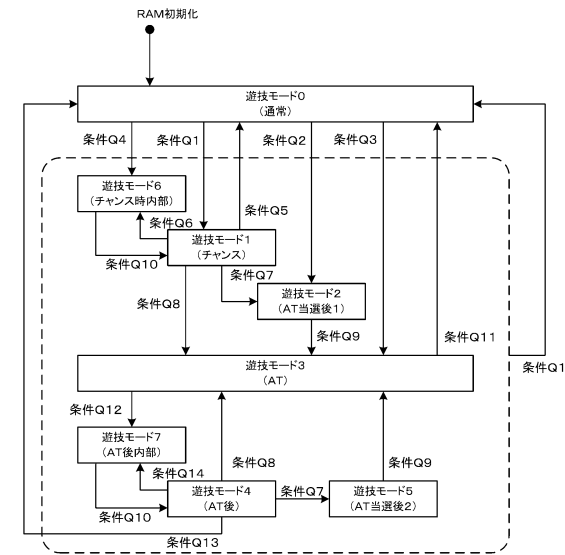 RAM初期化
遊技モード0
(通常)
条件Q4
条件Q1
条件Q2
条件Q3
遊技モード6
(チャンス時内部)
条件Q6
条件Q5
遊技モード1
(チャンス)
条件Q10
条件Q7
遊技モード2
(AT当選後1)
条件Q8
条件Q9
条件Q11
遊技モード3
(AT)
条件Q1
条件Q12
遊技モード7
(AT後内部)
条件Q14
条件Q8
条件Q9
遊技モード4
(AT後)
条件Q7
遊技モード5
(AT当選後2)
条件Q10
条件Q13